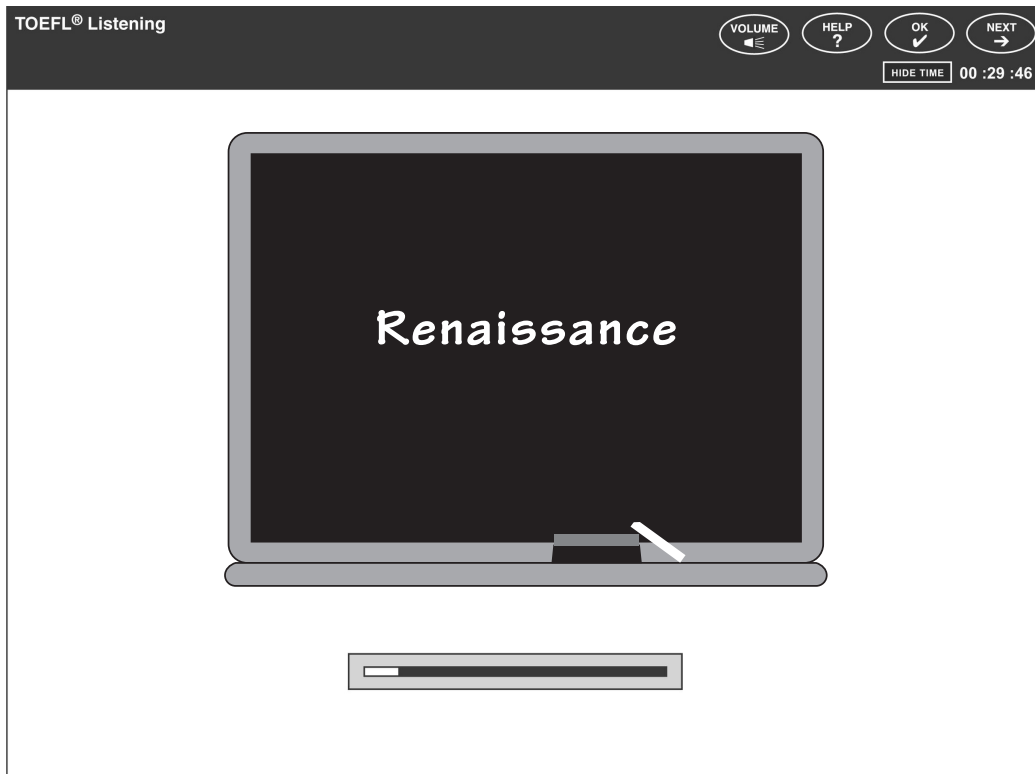 TOEFL® Listening
VOLUME
HELP
?
OK
NEXT
HIDE TIME 00 :29 :46
Renaissance